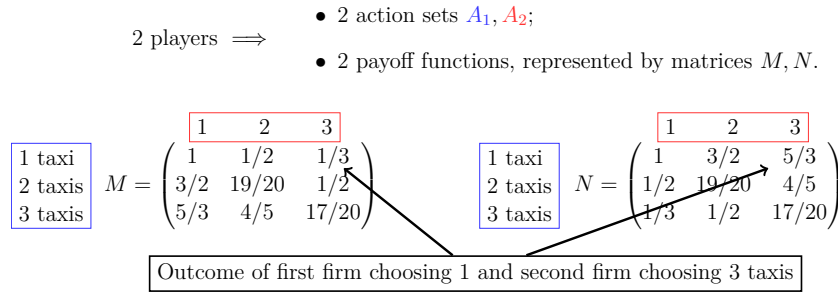 • 2 action sets A₁, A₂;
2 players ⟹
• 2 payoff functions, represented by matrices M, N.
1 2 3
1 2 3
1 taxi
2 taxis
3 taxis
M =
1 1/2 1/3
3/2 19/20 1/2
5/3 4/5 17/20
1 taxi
2 taxis
3 taxis
N =
1 3/2 5/3
1/2 19/20 4/5
1/3 1/2 17/20
Outcome of first firm choosing 1 and second firm choosing 3 taxis